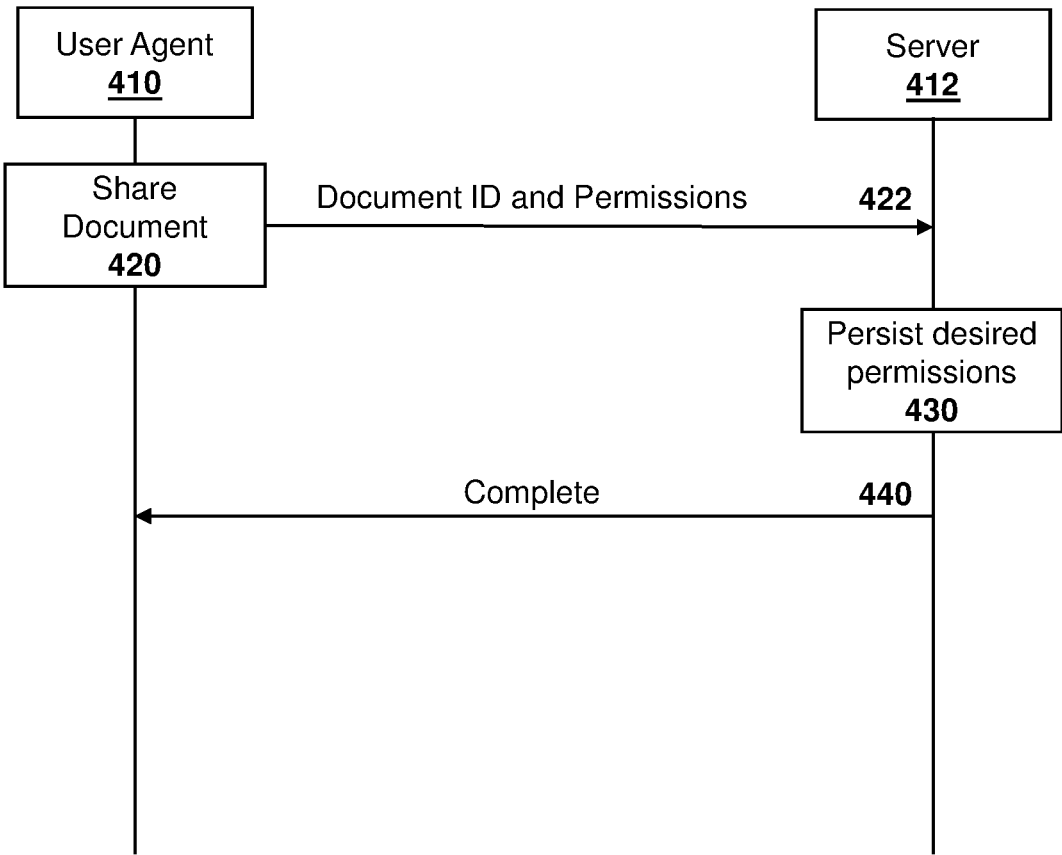 User Agent
410
Server
412
Share
Document
420
Document ID and Permissions
422
Persist desired
permissions
430
Complete
440